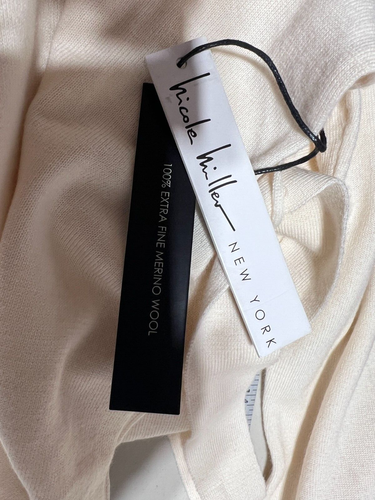 Nicole Miller
NEW YORK
100% EXTRA FINE MERINO WOOL